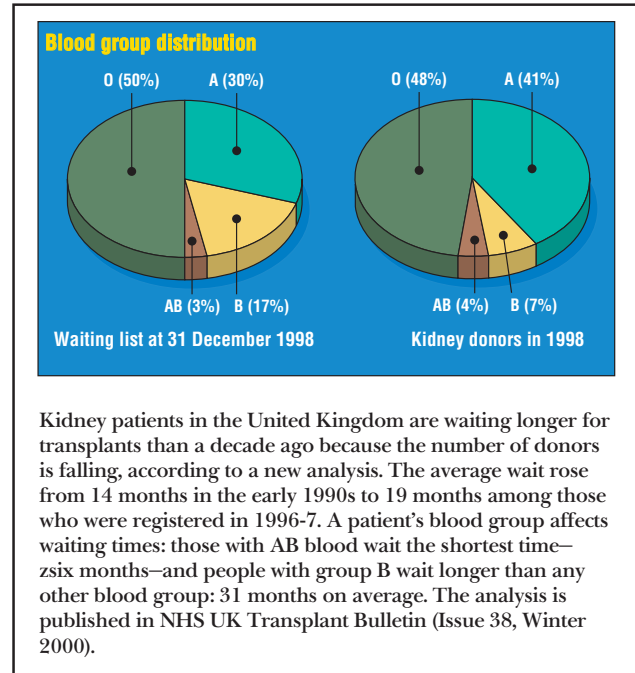 Blood group distribution
O (50%) A (30%)
AB (3%) B (17%)
Waiting list at 31 December 1998
O (48%) A (41%)
AB (4%) B (7%)
Kidney donors in 1998
Kidney patients in the United Kingdom are waiting longer for
transplants than a decade ago because the number of donors
is falling, according to a new analysis. The average wait rose
from 14 months in the early 1990s to 19 months among those
who were registered in 1996-7. A patient's blood group affects
waiting times: those with AB blood wait the shortest time—
zsix months—and people with group B wait longer than any
other blood group: 31 months on average. The analysis is
published in NHS UK Transplant Bulletin (Issue 38, Winter
2000).